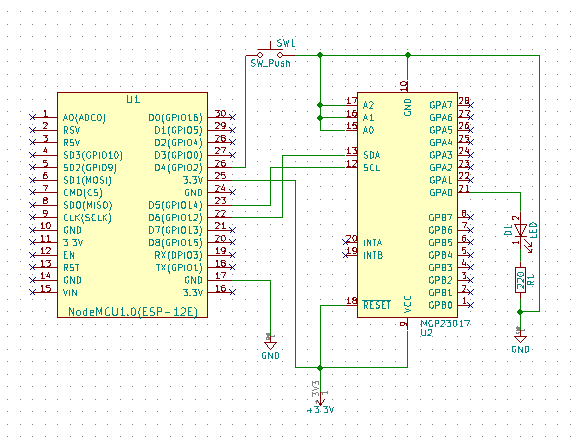 SW1
SW_Push
U1
1 A0(ADC0) D0(GPIO16) 30
2 RSV D1(GPIO5) 29
3 RSV D2(GPIO4) 28
4 SD3(GPIO10) D3(GPIO0) 27
5 SD2(GPIO9) D4(GPIO2) 26
6 SD1(MOSI) 3.3V 25
7 CMD(CS) GND 24
8 SD0(MISO) D5(GPIO14) 23
9 CLK(SCLK) D6(GPIO12) 22
10 GND D7(GPIO13) 21
11 3.3V D8(GPIO15) 20
12 EN RX(DPIO3) 19
13 RST TX(GPIO1) 18
14 GND GND 17
15 VIN 3.3V 16
NodeMCU1.0(ESP-12E)
GND
10
GND
17 A2 GPA7 28
16 A1 GPA6 27
15 A0 GPA5 26
GPA4 25
13 SDA GPA3 24
12 SCL GPA2 23
GPA1 22
GPA0 21
GPB7 8
GPB6 7
20 INTA GPB5 6
19 INTB GPB4 5
GPB3 4
GPB2 3
GPB1 2
18 RESET GPB0 1
VCC
9
MCP23017
U2
D1
2
1
LED
220
R1
GND
3V3
1
+3.3V